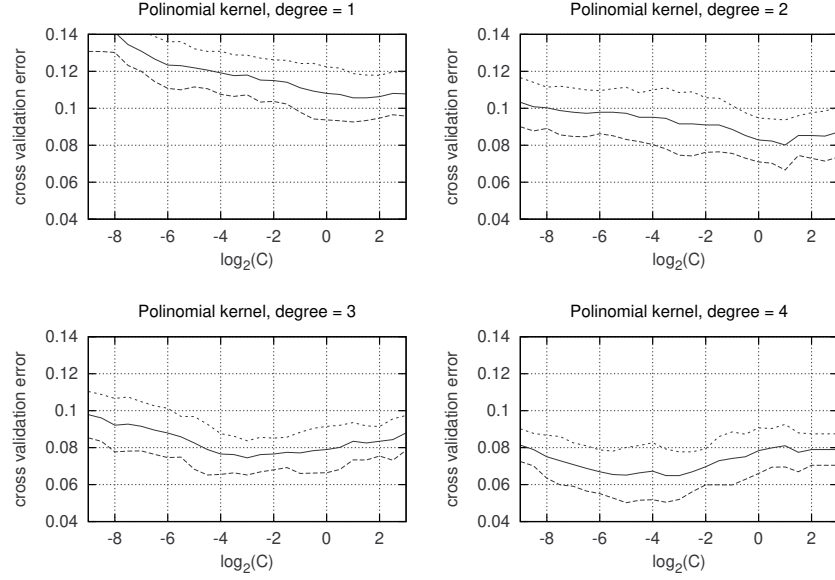 Polinomial kernel, degree = 1
0.14
0.12
0.1
0.08
0.06
0.04
cross validation error
-8 -6 -4 -2 0 2
log2(C)
Polinomial kernel, degree = 2
0.14
0.12
0.1
0.08
0.06
0.04
cross validation error
-8 -6 -4 -2 0 2
log2(C)
Polinomial kernel, degree = 3
0.14
0.12
0.1
0.08
0.06
0.04
cross validation error
-8 -6 -4 -2 0 2
log2(C)
Polinomial kernel, degree = 4
0.14
0.12
0.1
0.08
0.06
0.04
cross validation error
-8 -6 -4 -2 0 2
log2(C)